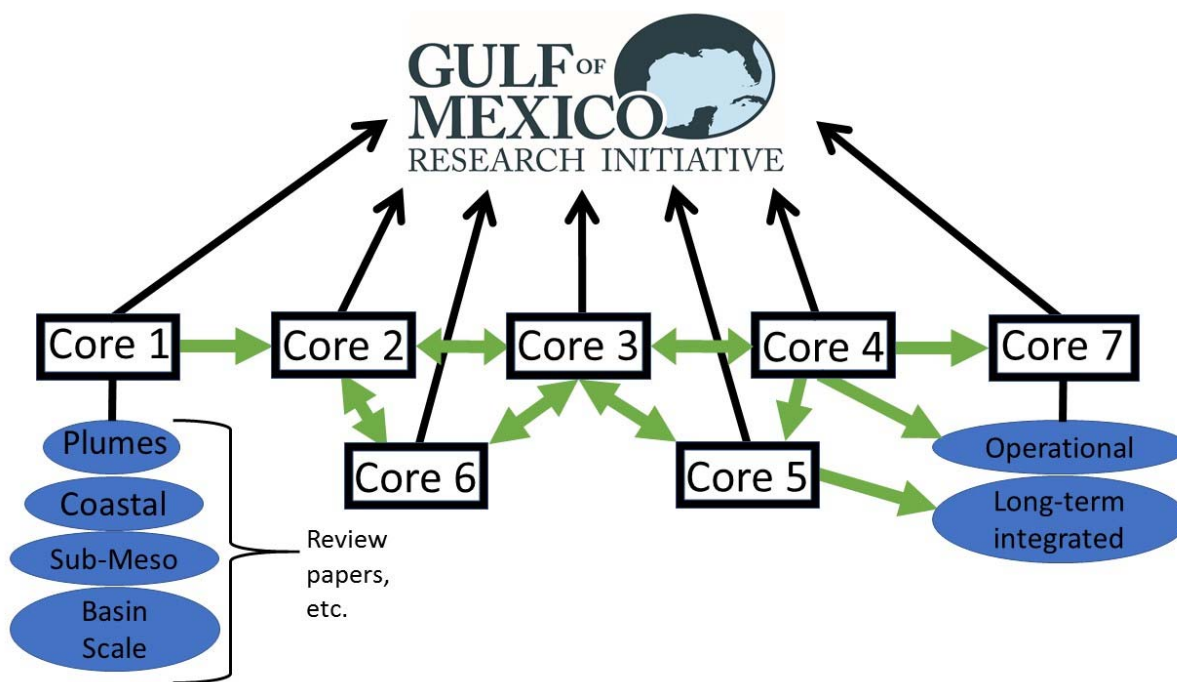 GULF OF
MEXICO
RESEARCH INITIATIVE
Core 1
Core 2
Core 3
Core 4
Core 7
Core 6
Core 5
Plumes
Coastal
Sub-Meso
Basin
Scale
Review
papers,
etc.
Operational
Long-term
integrated